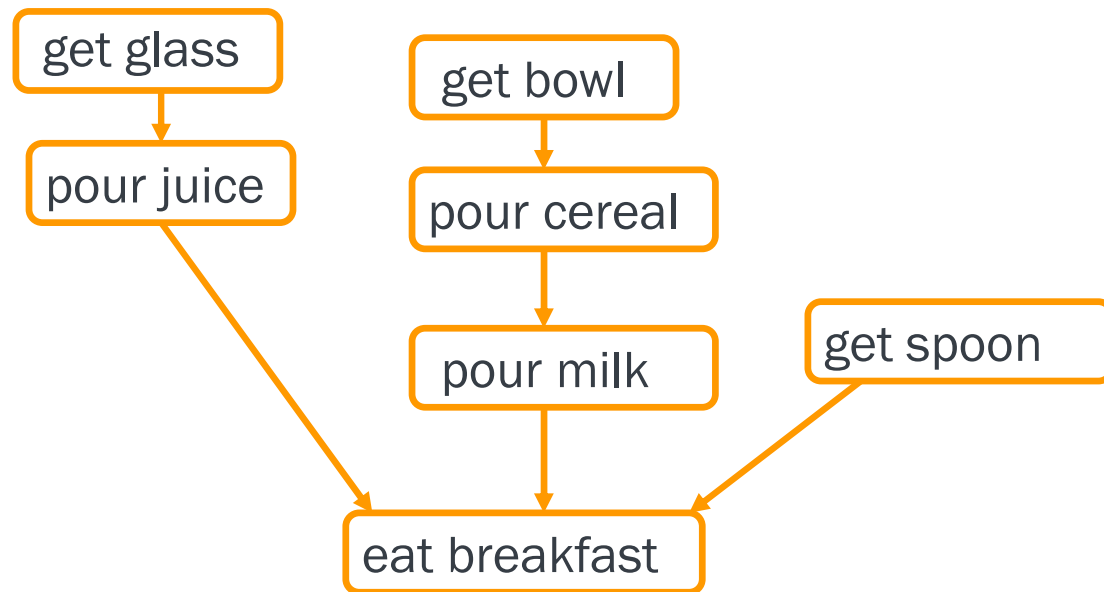 get glass
get bowl
pour juice
pour cereal
get spoon
pour milk
eat breakfast